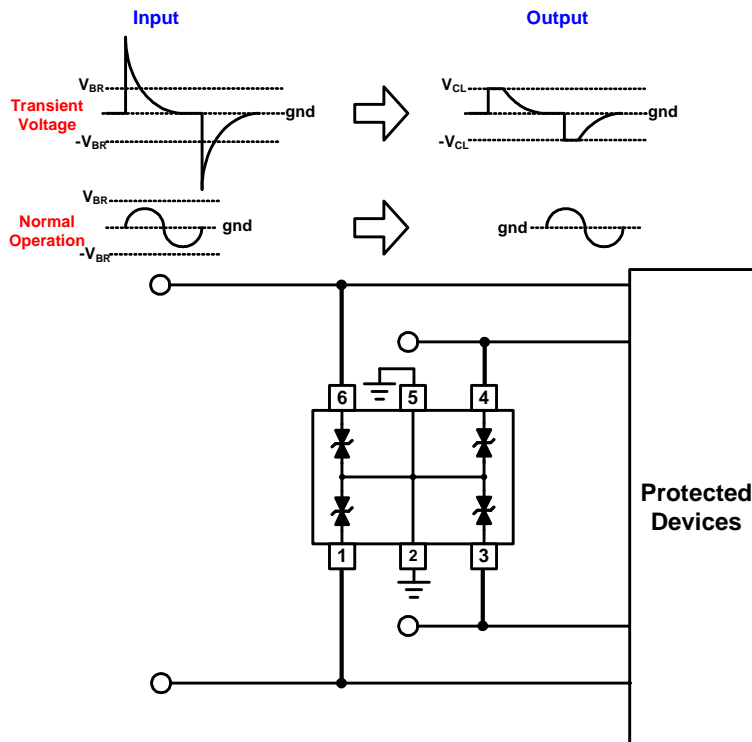 Input
Output
V_BR
Transient
Voltage
gnd
-V_BR
V_CL
gnd
-V_CL
V_BR
Normal
Operation
gnd
-V_BR
gnd
6
5
4
1
2
3
Protected
Devices